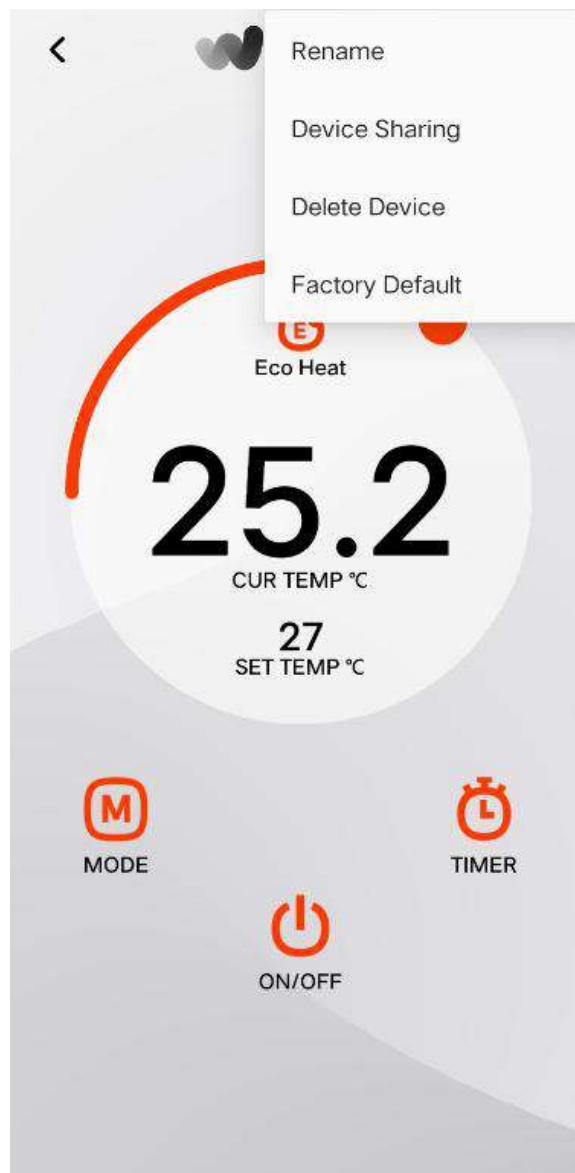 Rename
Device Sharing
Delete Device
Factory Default
E
Eco Heat
25.2
CUR TEMP °C
27
SET TEMP °C
M
MODE
L
TIMER
ON/OFF